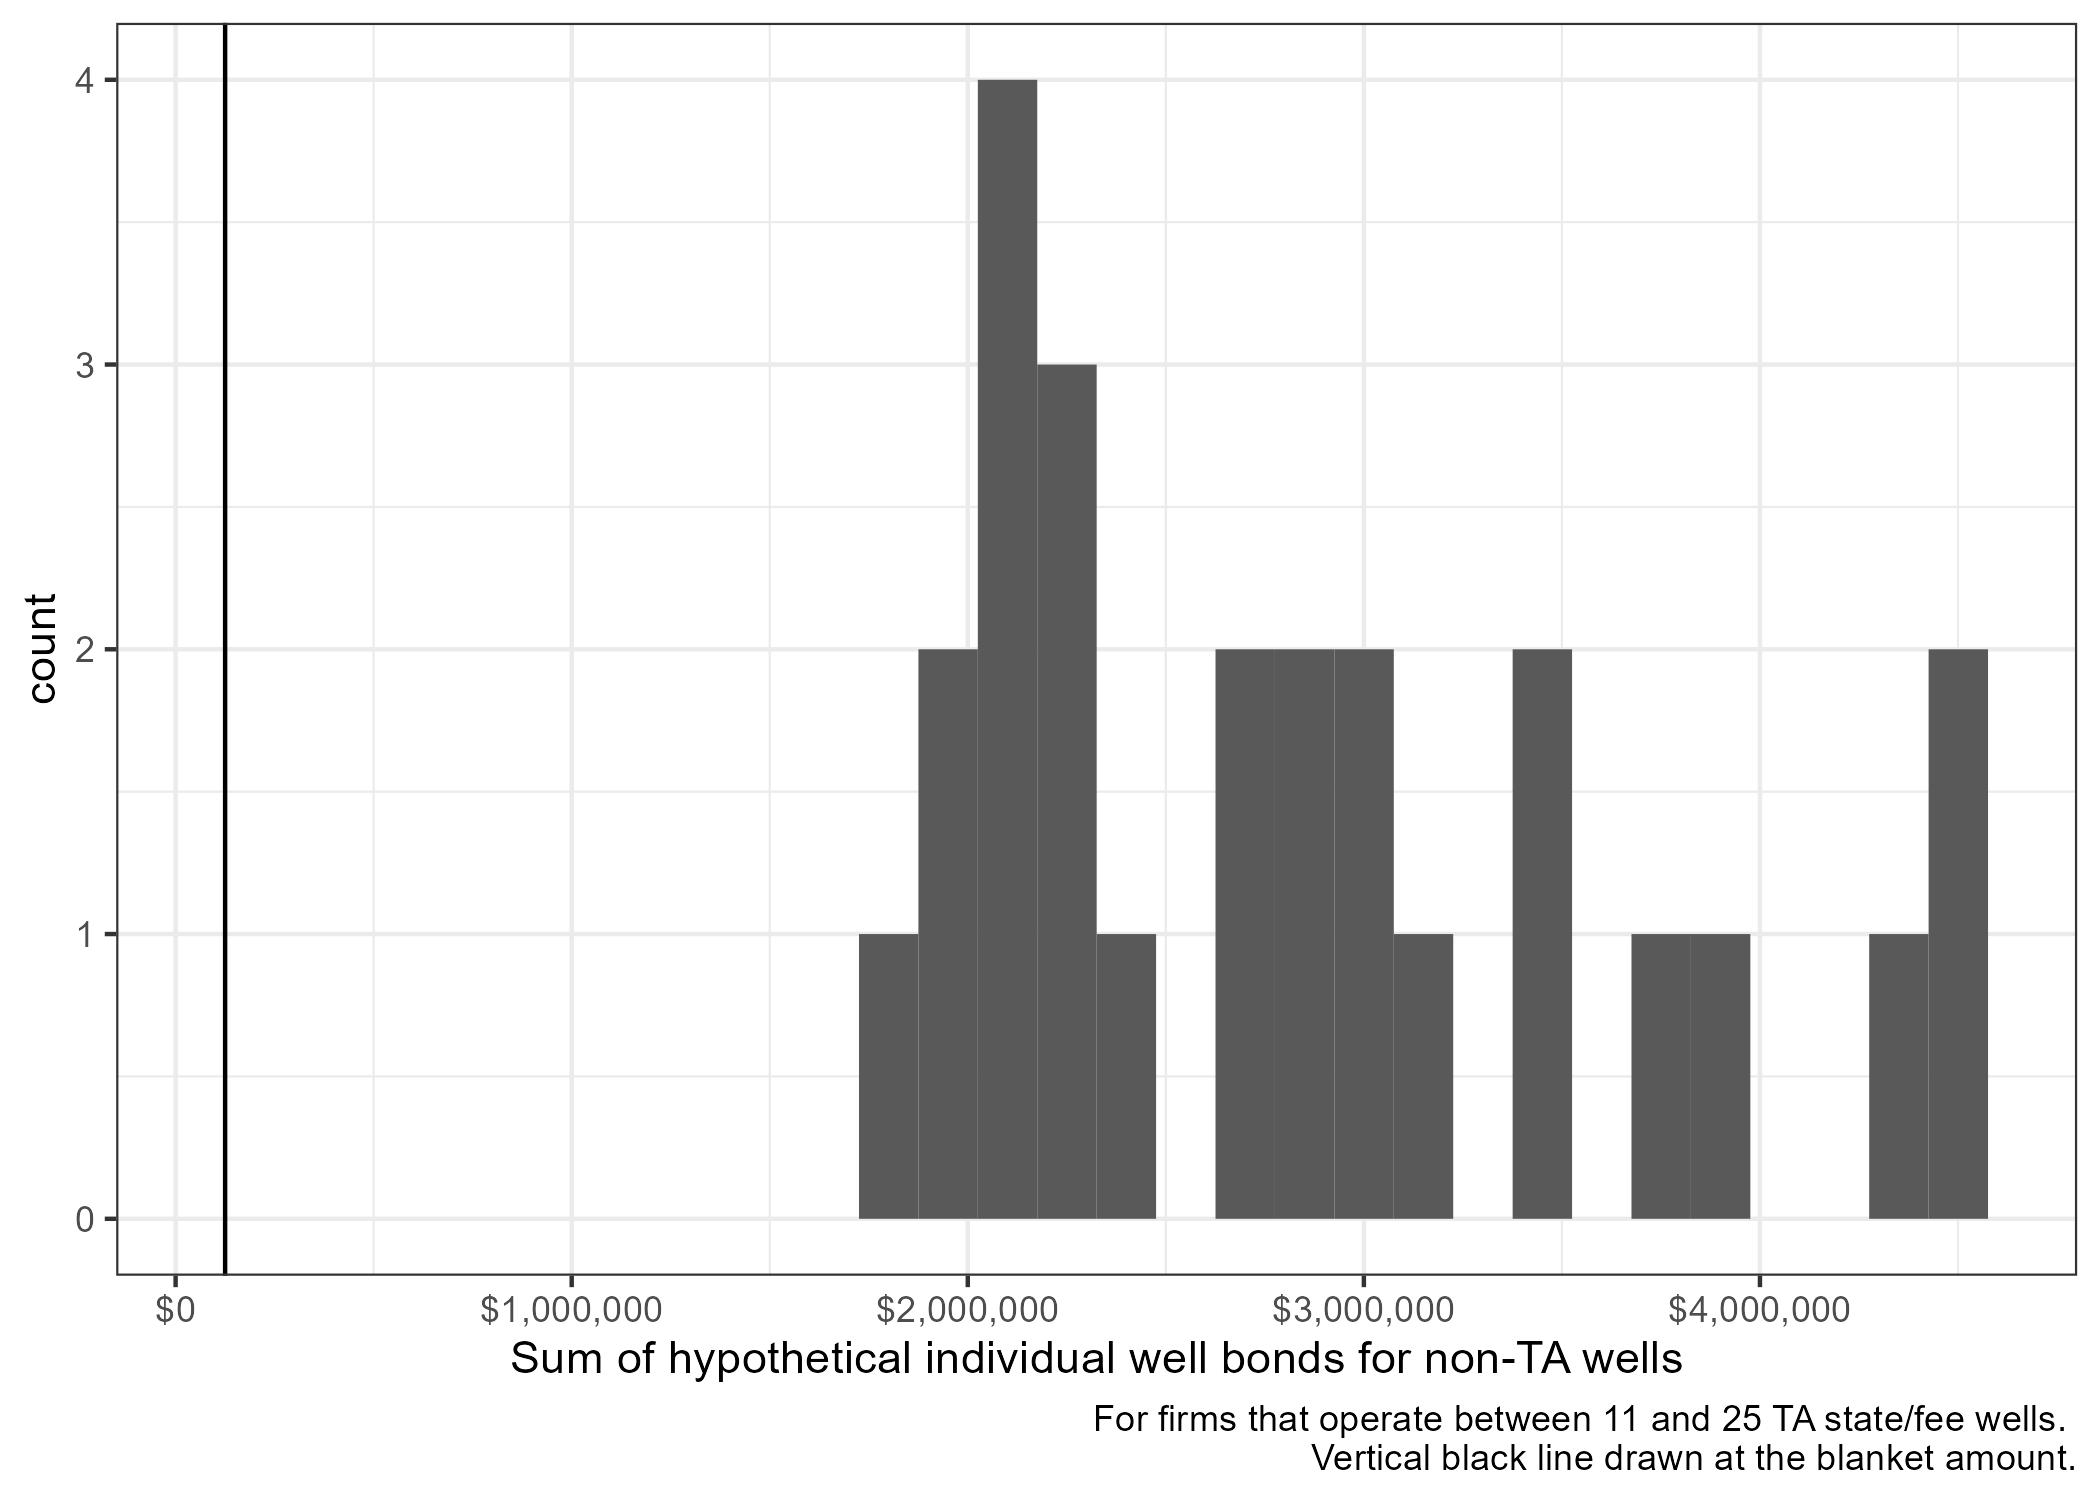 4
3
2
1
0
count
$0
$1,000,000
$2,000,000
$3,000,000
$4,000,000
Sum of hypothetical individual well bonds for non-TA wells
For firms that operate between 11 and 25 TA state/fee wells.
Vertical black line drawn at the blanket amount.